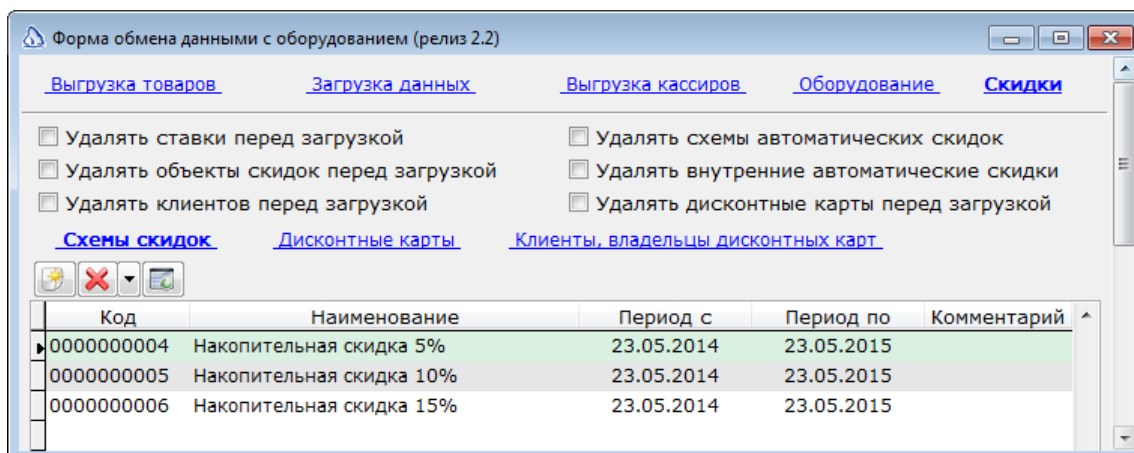 Форма обмена данными с оборудованием (релиз 2.2)
Выгрузка товаров Загрузка данных Выгрузка кассиров Оборудование Скидки
Удалять ставки перед загрузкой Удалять схемы автоматических скидок
Удалять объекты скидок перед загрузкой Удалять внутренние автоматические скидки
Удалять клиентов перед загрузкой Удалять дисконтные карты перед загрузкой
Схемы скидок Дисконтные карты Клиенты, владельцы дисконтных карт
Код Наименование Период с Период по Комментарий
0000000004 Накопительная скидка 5% 23.05.2014 23.05.2015
0000000005 Накопительная скидка 10% 23.05.2014 23.05.2015
0000000006 Накопительная скидка 15% 23.05.2014 23.05.2015